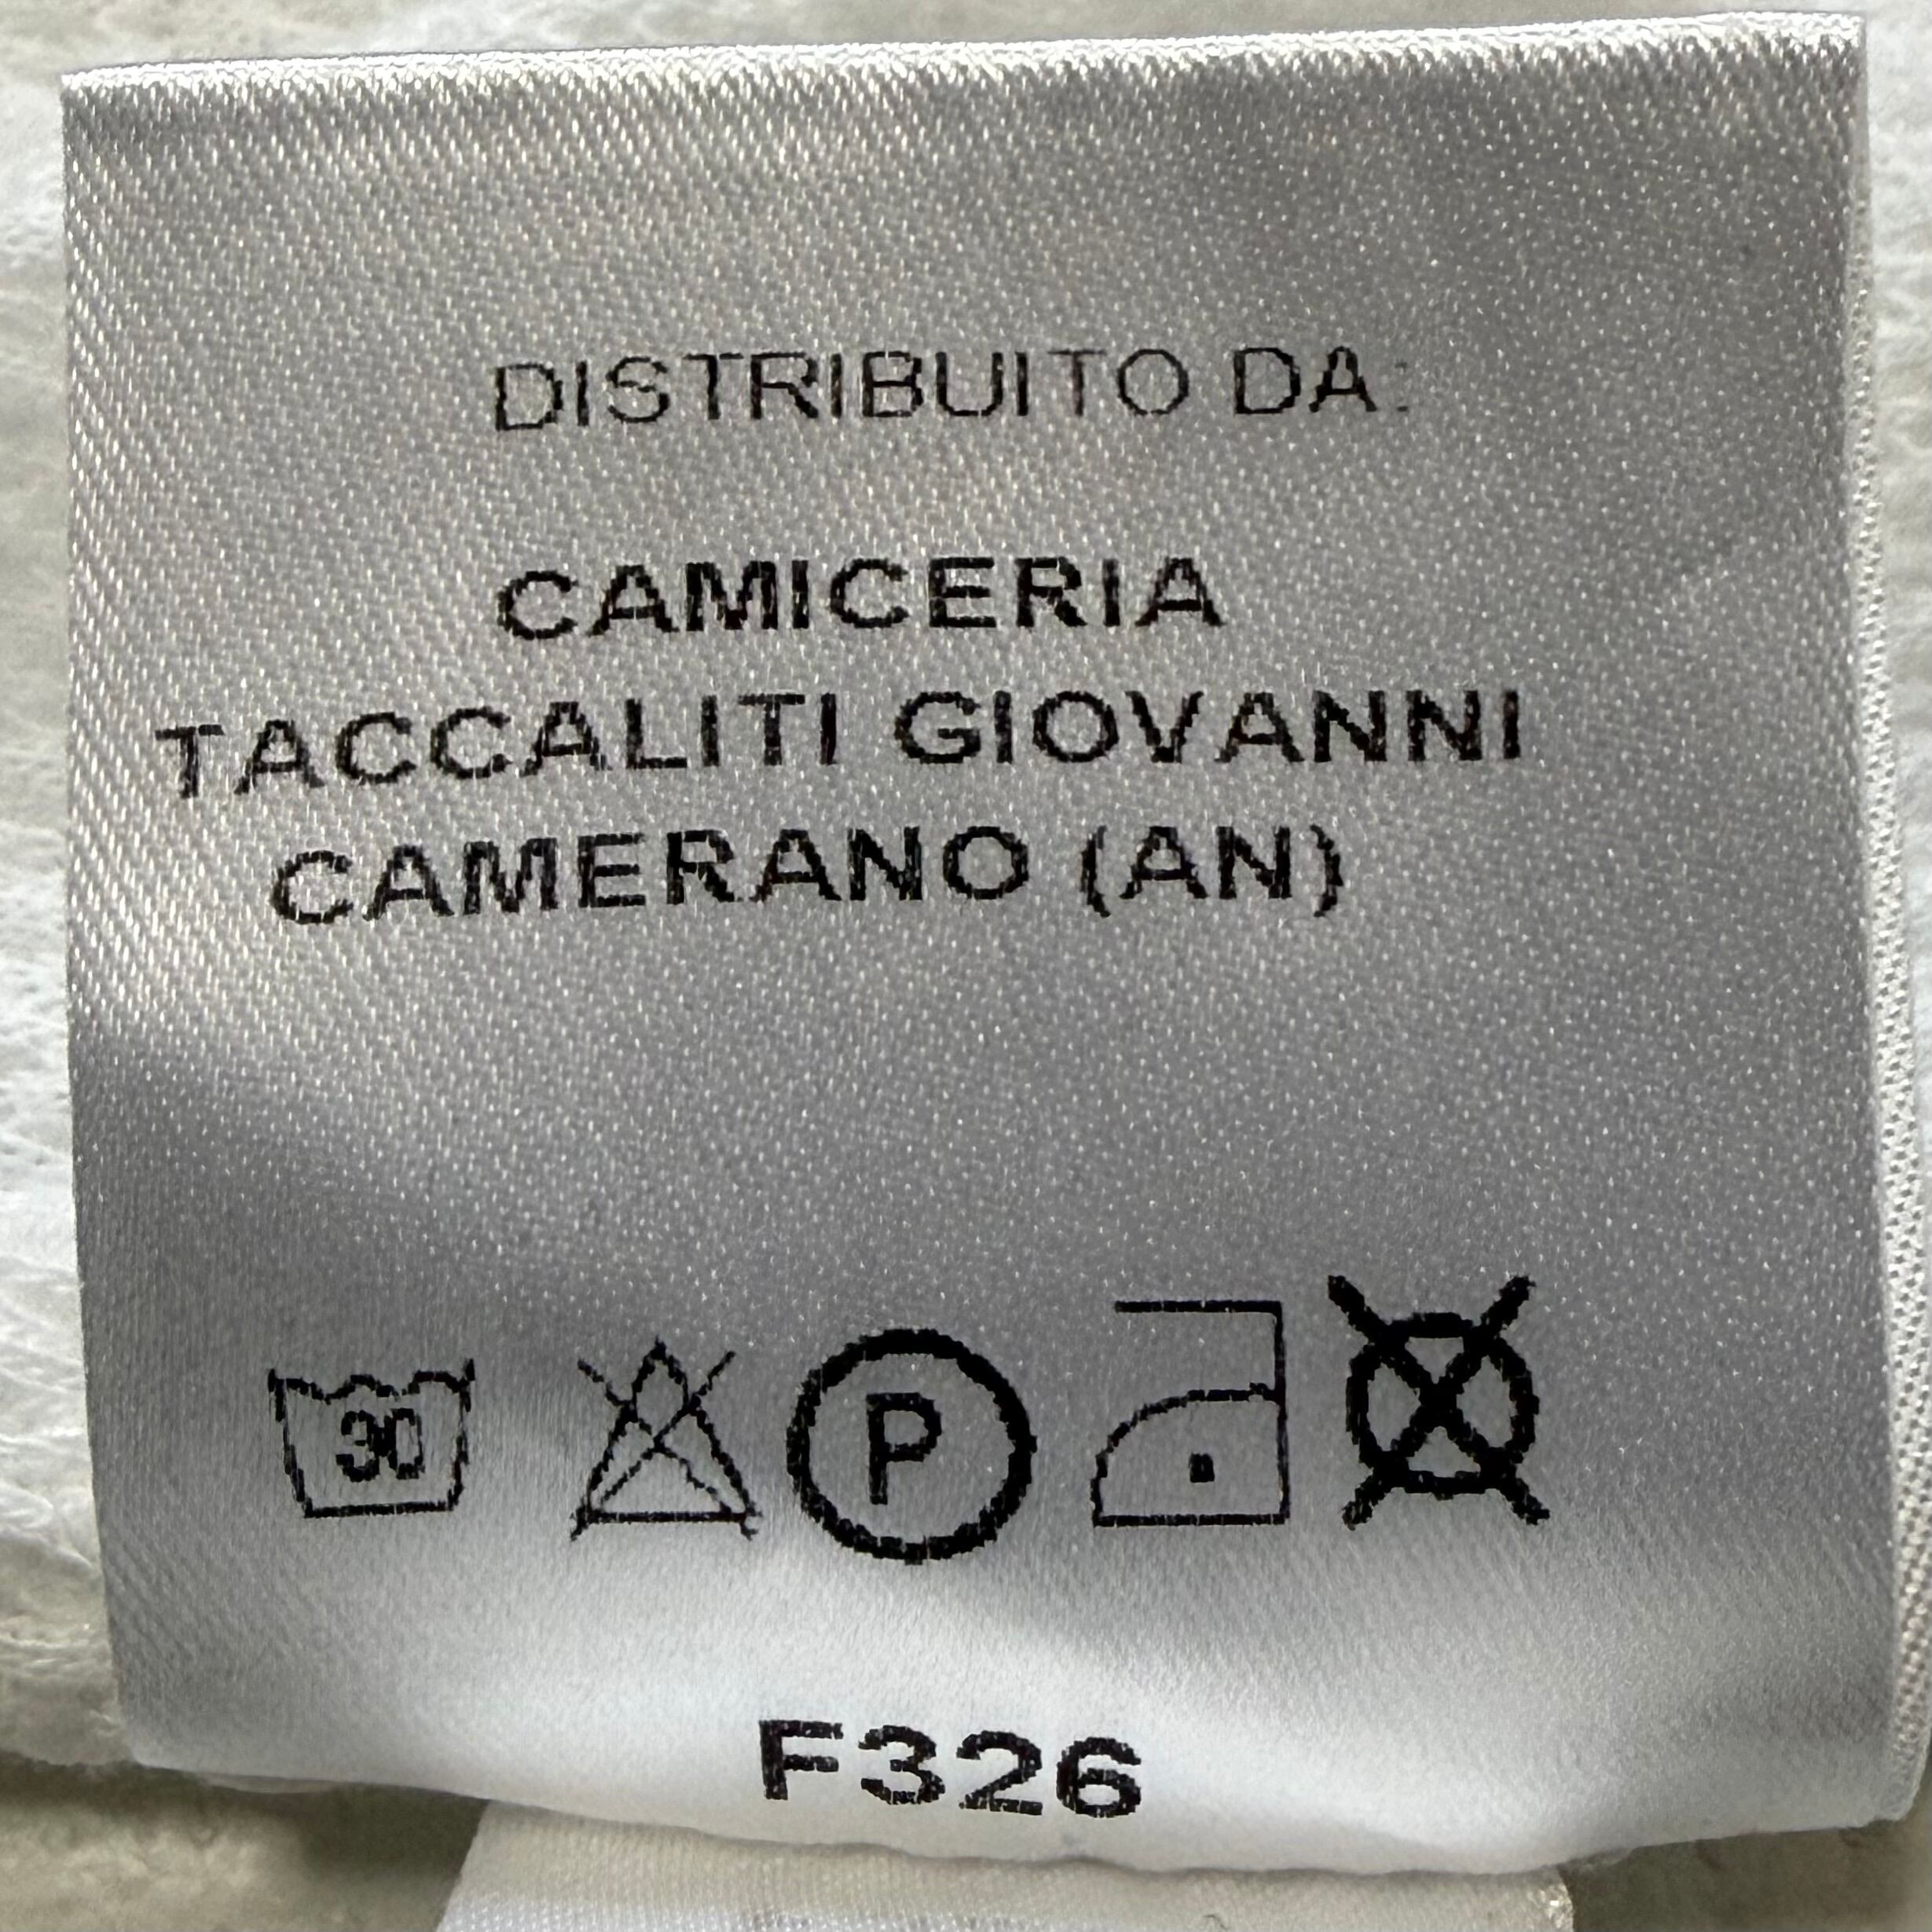 DISTRIBUITO DA:
CAMICERIA
TACCALITI GIOVANNI
CAMERANO (AN)
30 P
F326